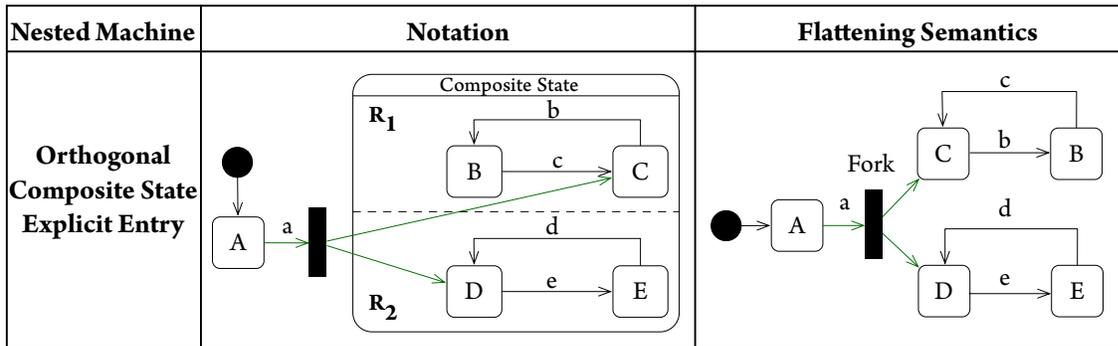 Nested Machine
Notation
Flattening Semantics
Orthogonal
Composite State
Explicit Entry
Composite State
R1
b
B
c
C
A
a
d
D
e
E
R2
c
C
b
B
Fork
A
a
d
D
e
E